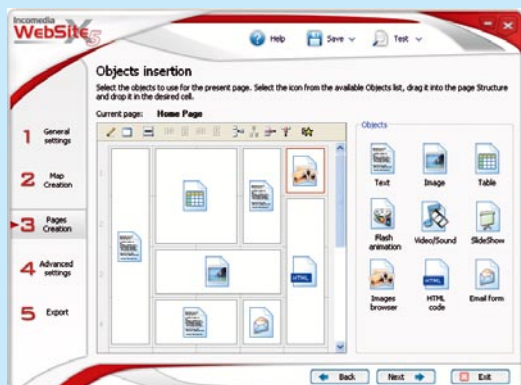 Incomedia
WebSite X5
Help
Save
Test
Objects insertion
Select the objects to use for the present page. Select the icon from the available Objects list, drag it into the page Structure
and drop it in the desired cell.
Current page: Home Page
1 General
settings
2 Map
Creation
3 Pages
Creation
4 Advanced
settings
5 Export
Objects
Text
Image
Table
Flash
animation
Video/Sound
SlideShow
Images
browser
HTML
code
Email form
HTML
HTML
Back
Next
Exit